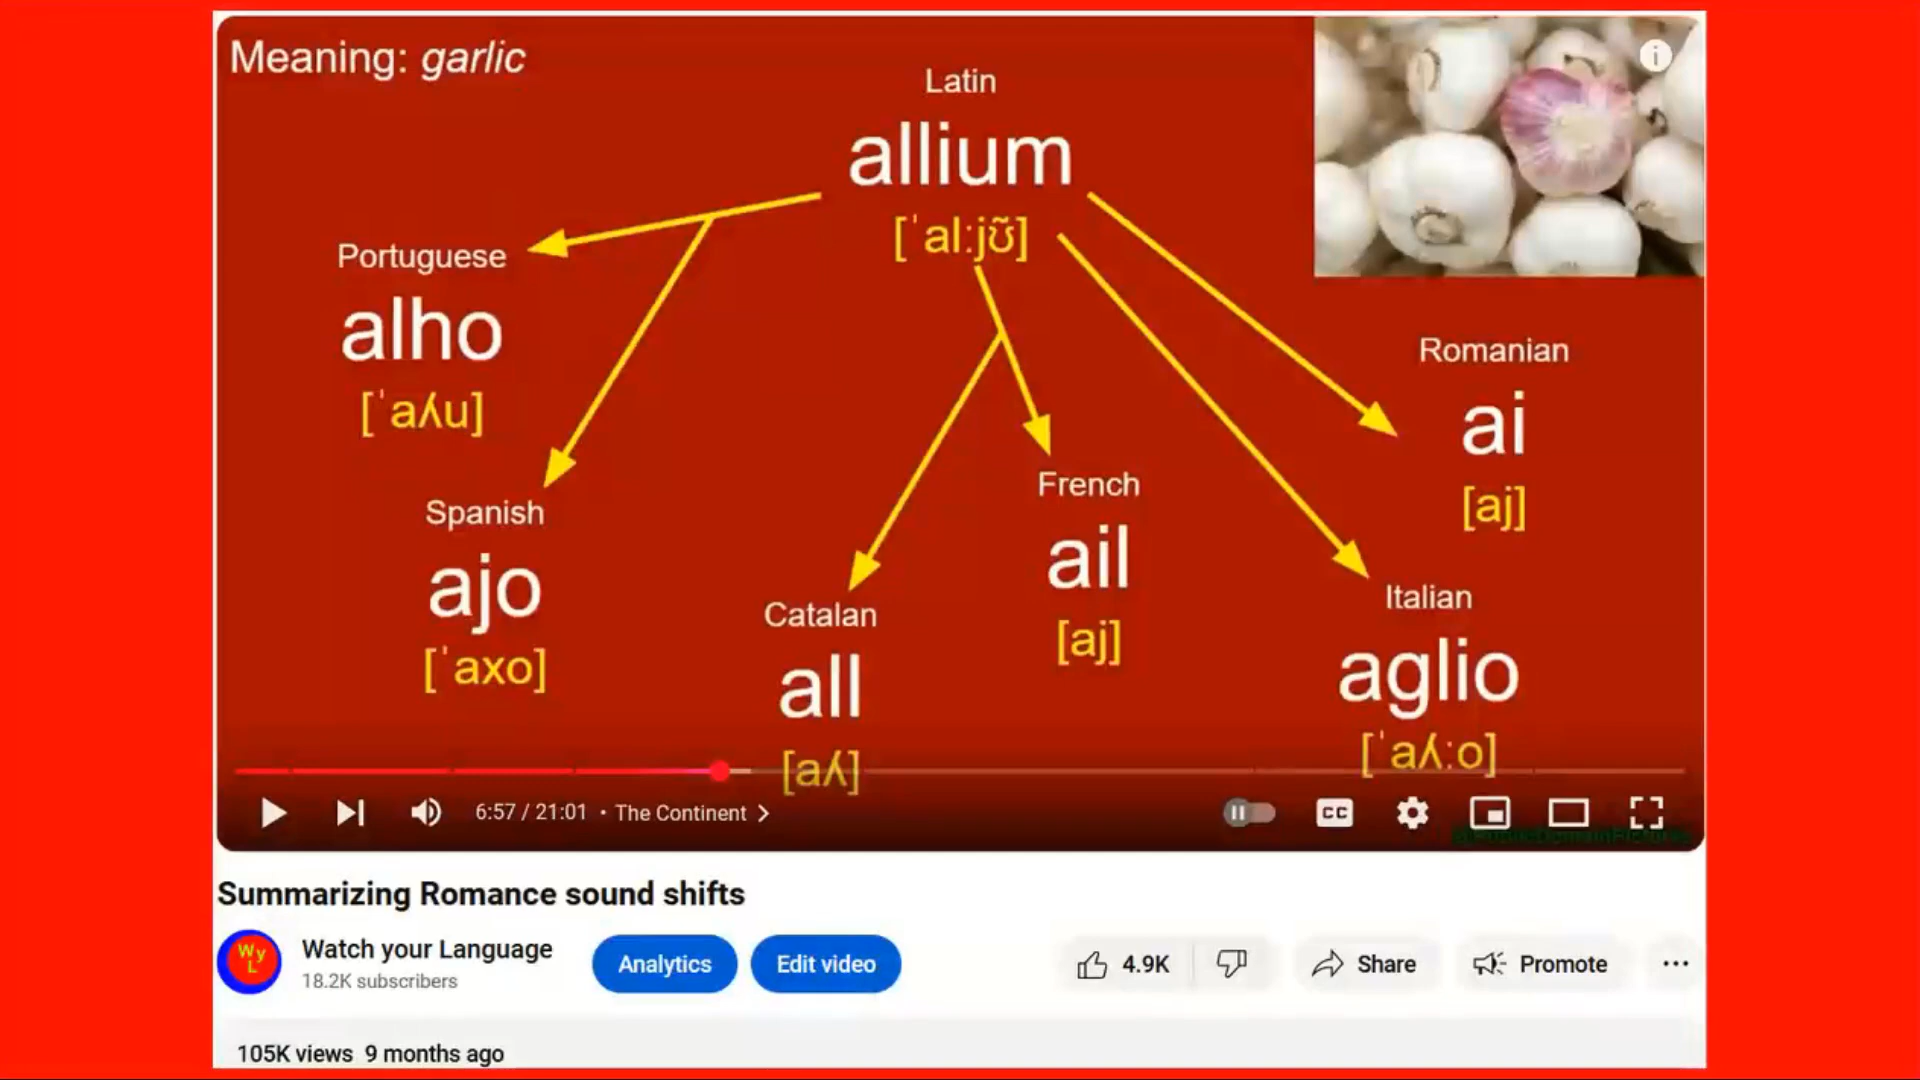 Meaning: garlic
Latin
allium
[ˈalːjʊ̃]
Portuguese
alho
[ˈaʎu]
Spanish
ajo
[ˈaxo]
Catalan
all
[aʎ]
French
ail
[aj]
Romanian
ai
[aj]
Italian
aglio
[ˈaʎːo]
6:57 / 21:01 • The Continent
CC
Summarizing Romance sound shifts
WyL
Watch your Language
18.2K subscribers
Analytics
Edit video
4.9K
Share
Promote
105K views 9 months ago